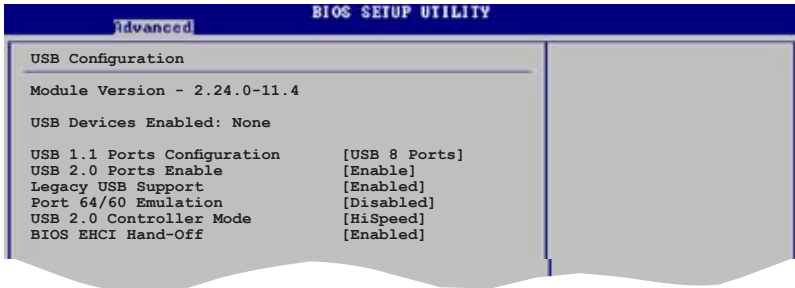 BIOS SETUP UTILITY
Advanced
USB Configuration
Module Version - 2.24.0-11.4
USB Devices Enabled: None
USB 1.1 Ports Configuration [USB 8 Ports]
USB 2.0 Ports Enable [Enable]
Legacy USB Support [Enabled]
Port 64/60 Emulation [Disabled]
USB 2.0 Controller Mode [HiSpeed]
BIOS EHCI Hand-Off [Enabled]